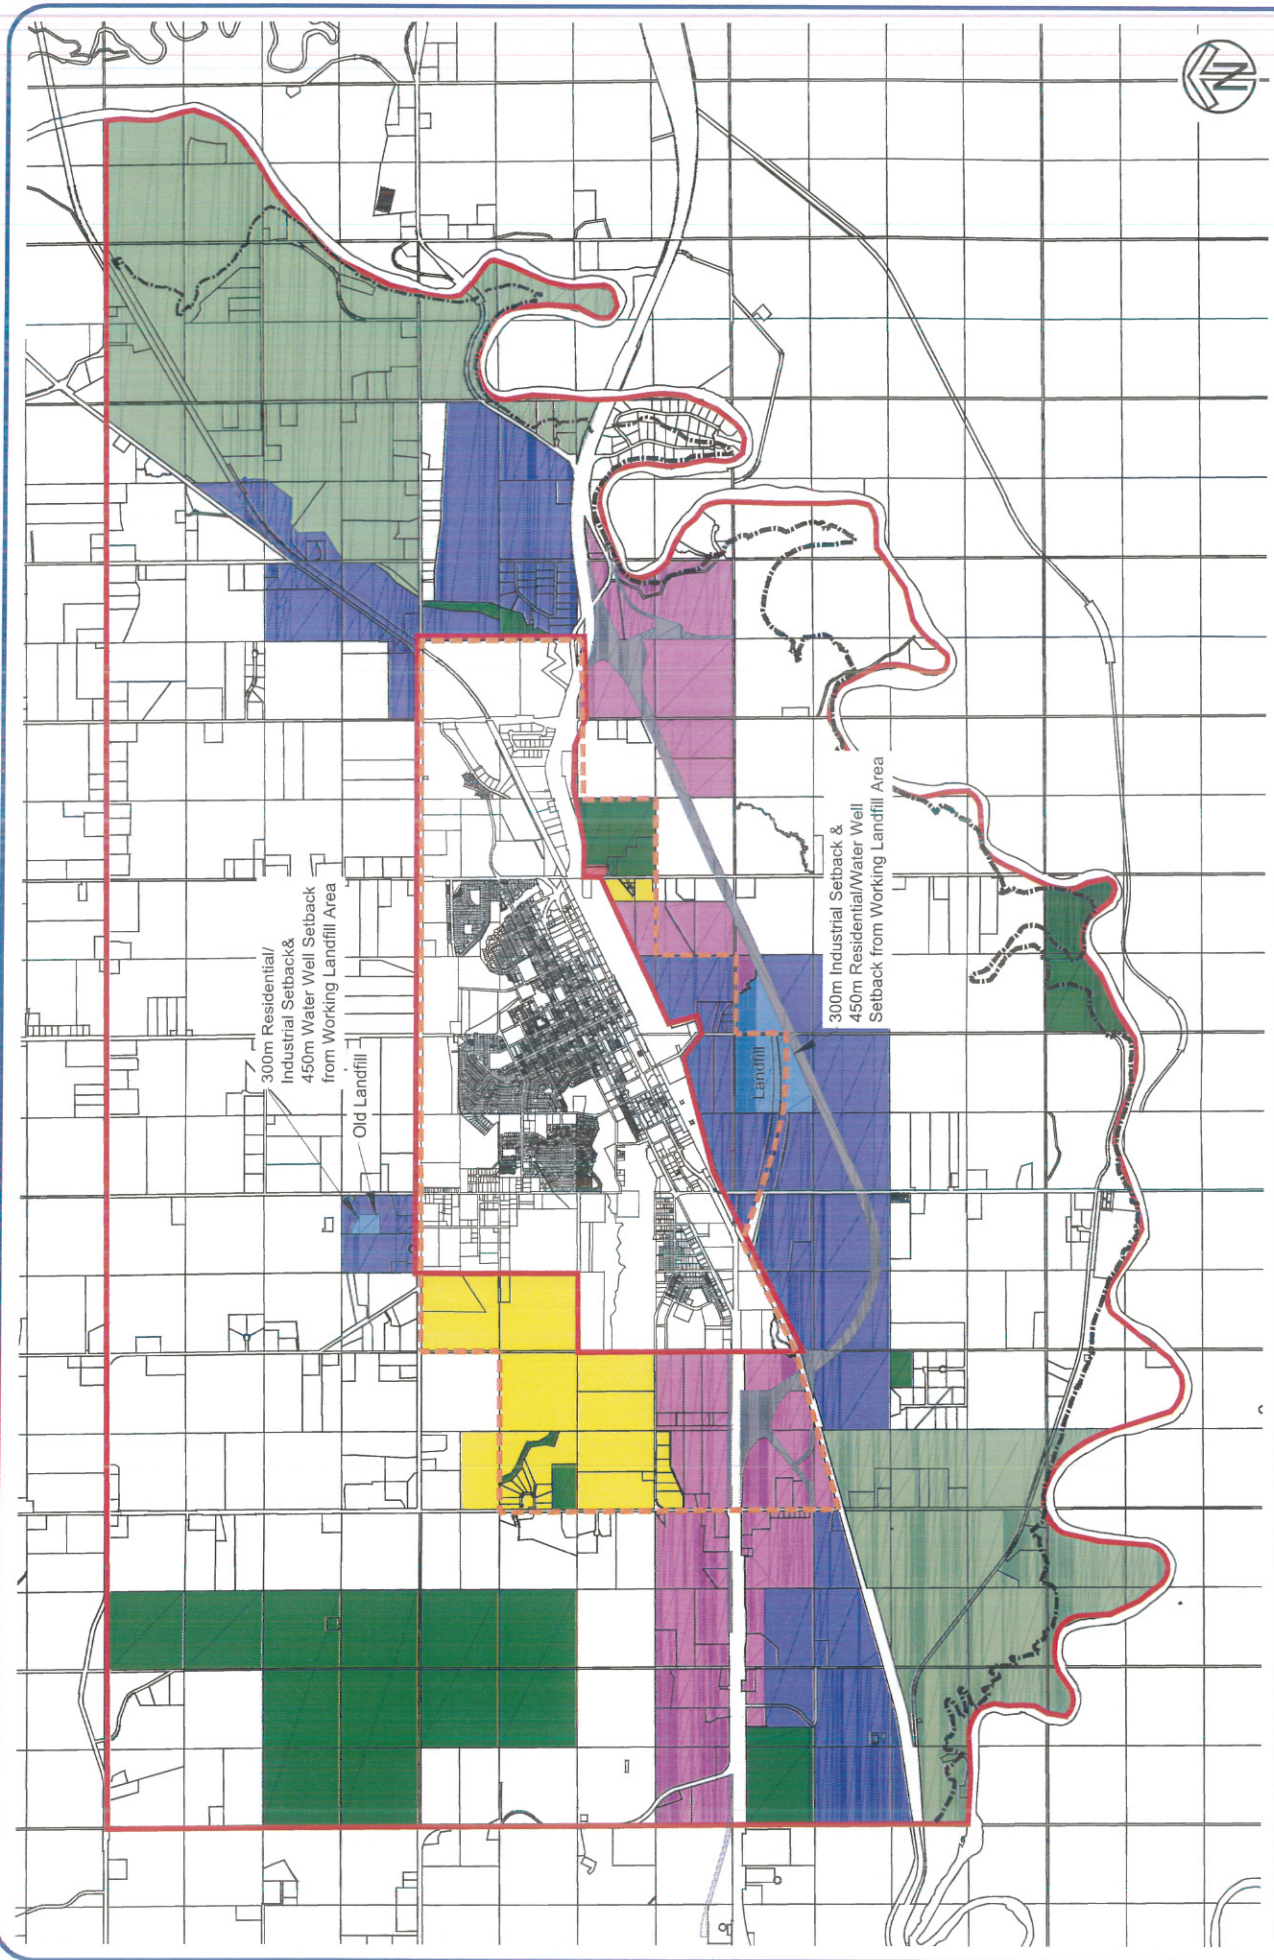 300m Residential/
Industrial Setback&
450m Water Well Setback
from Working Landfill Area
Old Landfill
Landfill
300m Industrial Setback &
450m Residential/Water Well
Setback from Working Landfill Area
N